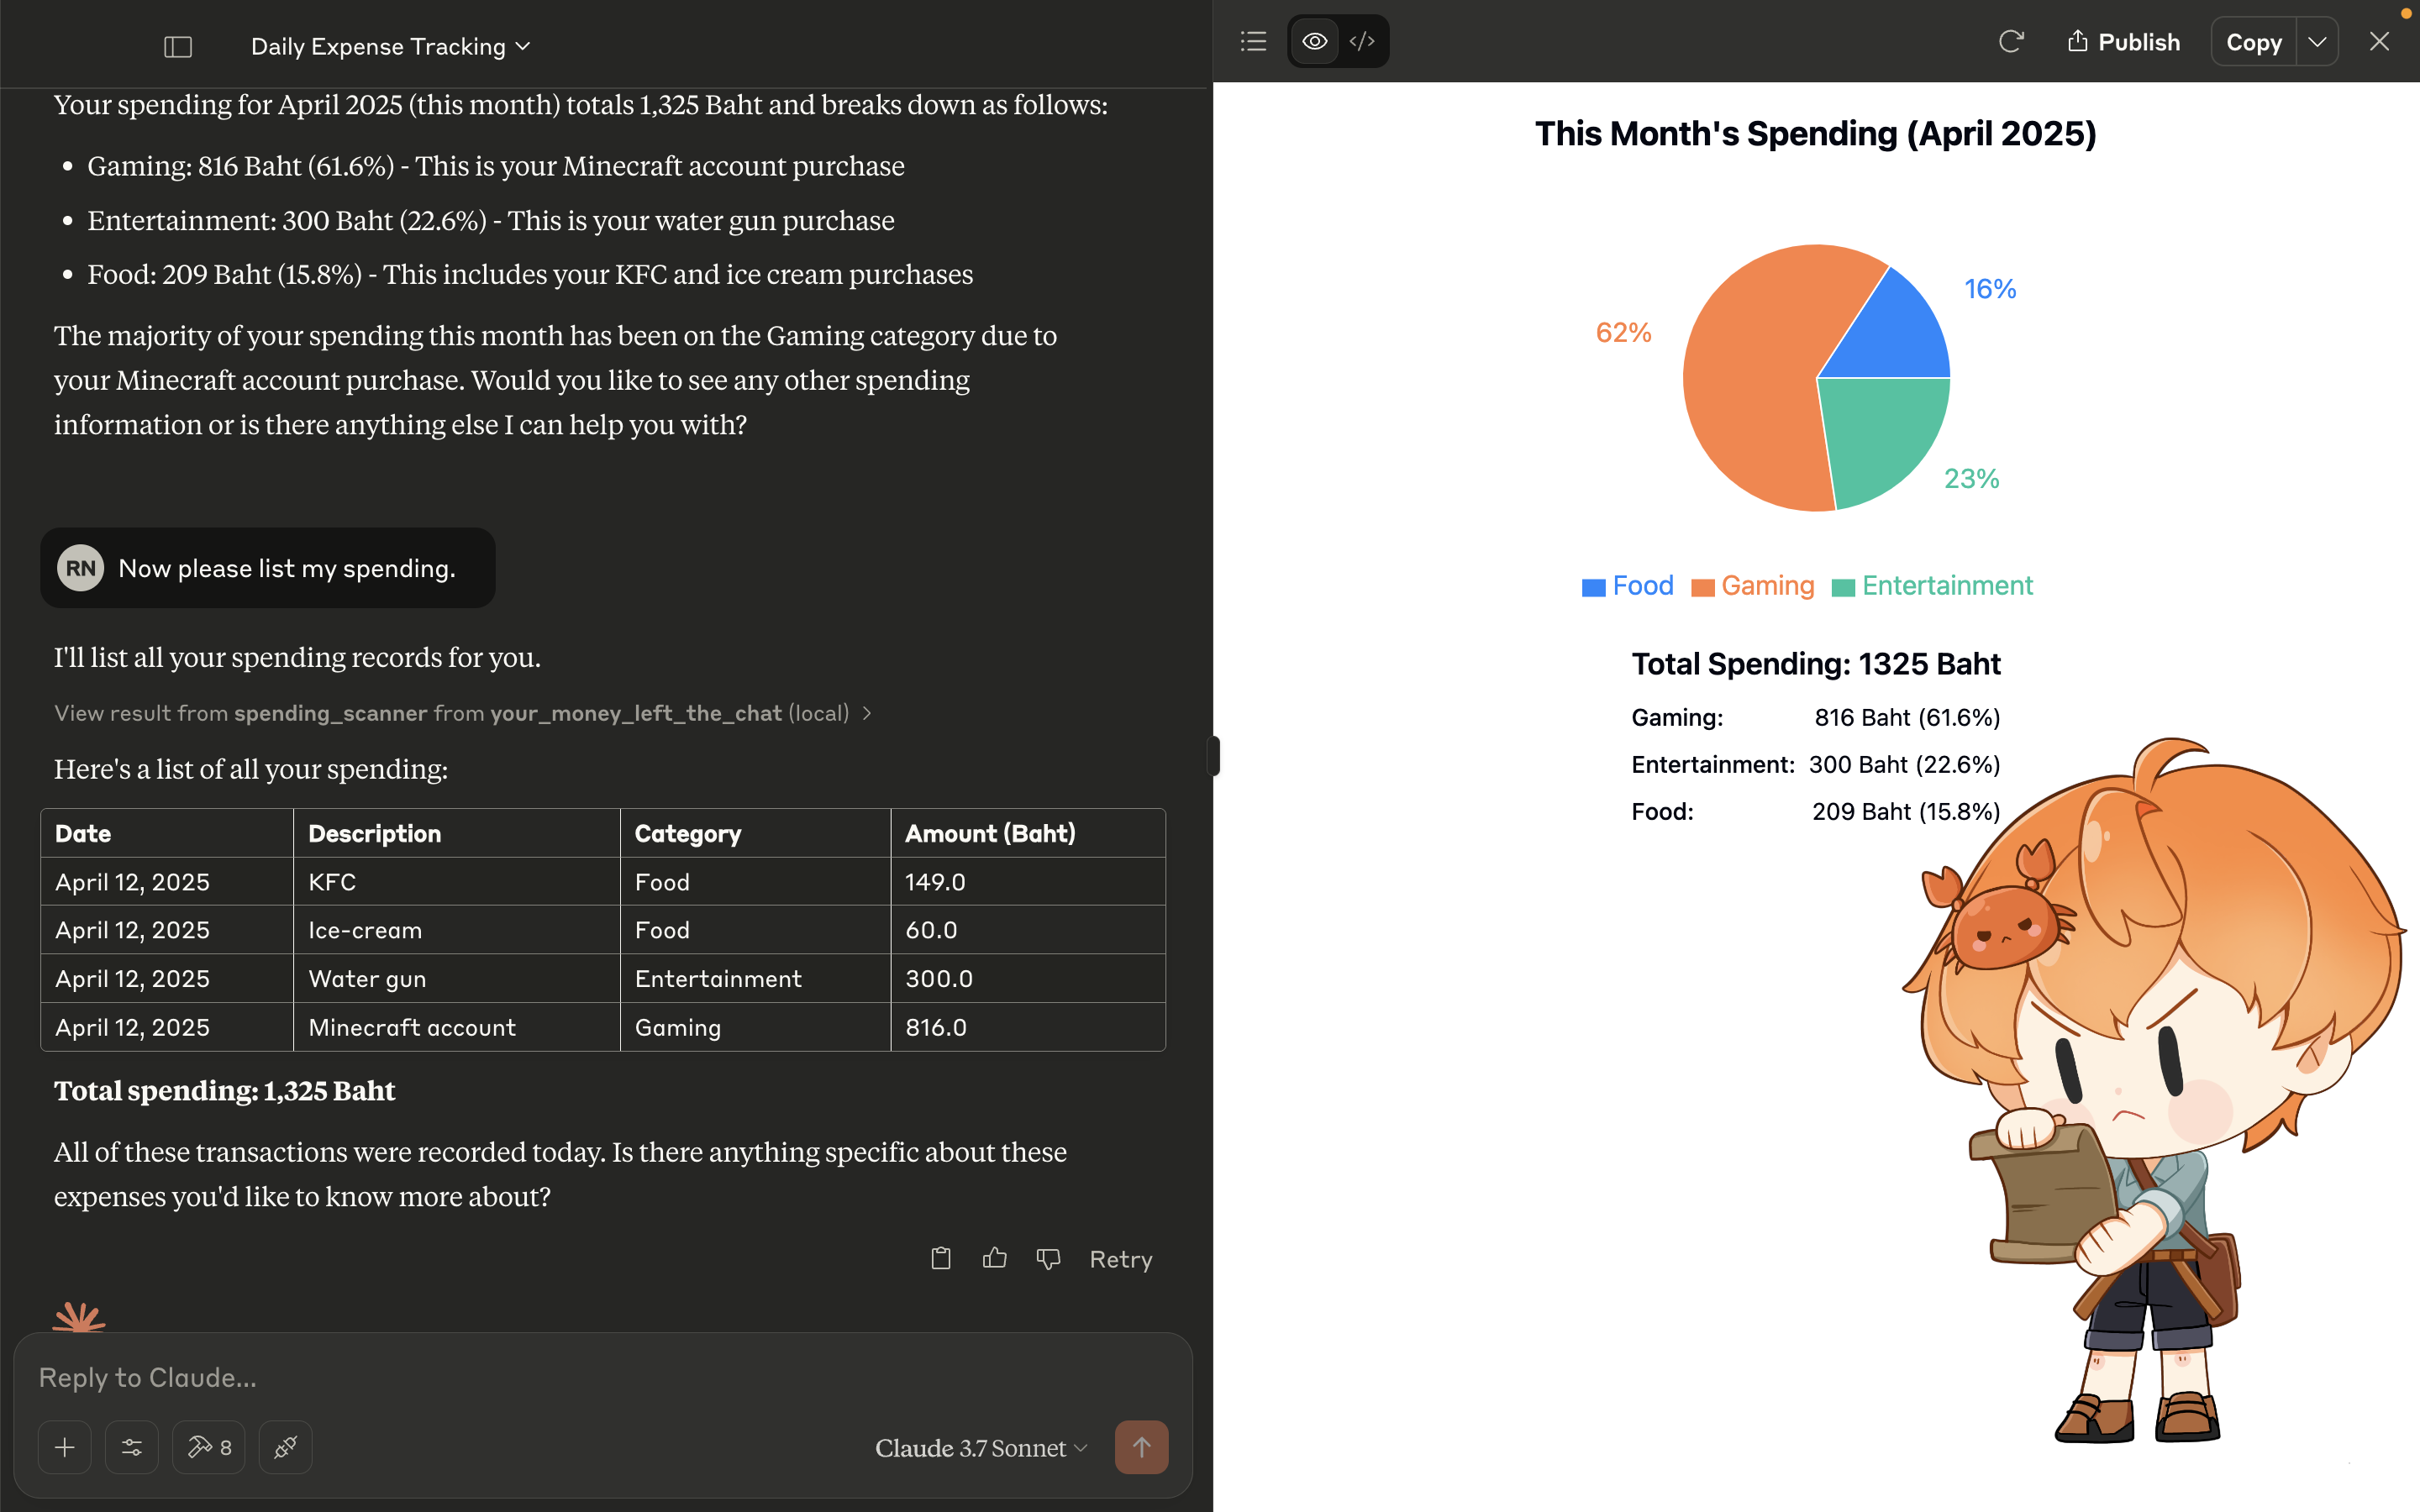 Daily Expense Tracking
Your spending for April 2025 (this month) totals 1,325 Baht and breaks down as follows:
• Gaming: 816 Baht (61.6%) - This is your Minecraft account purchase
• Entertainment: 300 Baht (22.6%) - This is your water gun purchase
• Food: 209 Baht (15.8%) - This includes your KFC and ice cream purchases
The majority of your spending this month has been on the Gaming category due to
your Minecraft account purchase. Would you like to see any other spending
information or is there anything else I can help you with?
RN Now please list my spending.
I'll list all your spending records for you.
View result from spending_scanner from your_money_left_the_chat (local)
Here's a list of all your spending:
Date Description Category Amount (Baht)
April 12, 2025 KFC Food 149.0
April 12, 2025 Ice-cream Food 60.0
April 12, 2025 Water gun Entertainment 300.0
April 12, 2025 Minecraft account Gaming 816.0
Total spending: 1,325 Baht
All of these transactions were recorded today. Is there anything specific about these
expenses you'd like to know more about?
Retry
Reply to Claude...
8
Claude 3.7 Sonnet
Publish
Copy
This Month's Spending (April 2025)
16%
62%
23%
Food Gaming Entertainment
Total Spending: 1325 Baht
Gaming: 816 Baht (61.6%)
Entertainment: 300 Baht (22.6%)
Food: 209 Baht (15.8%)